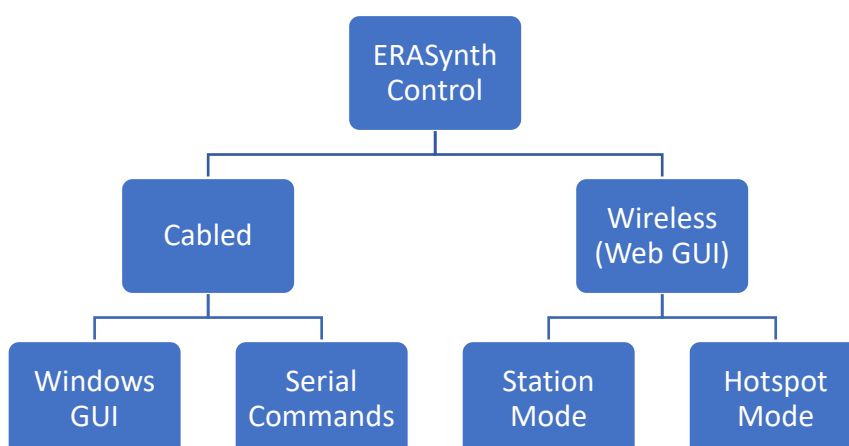 ERASynth
Control
Cabled
Wireless
(Web GUI)
Windows
GUI
Serial
Commands
Station
Mode
Hotspot
Mode